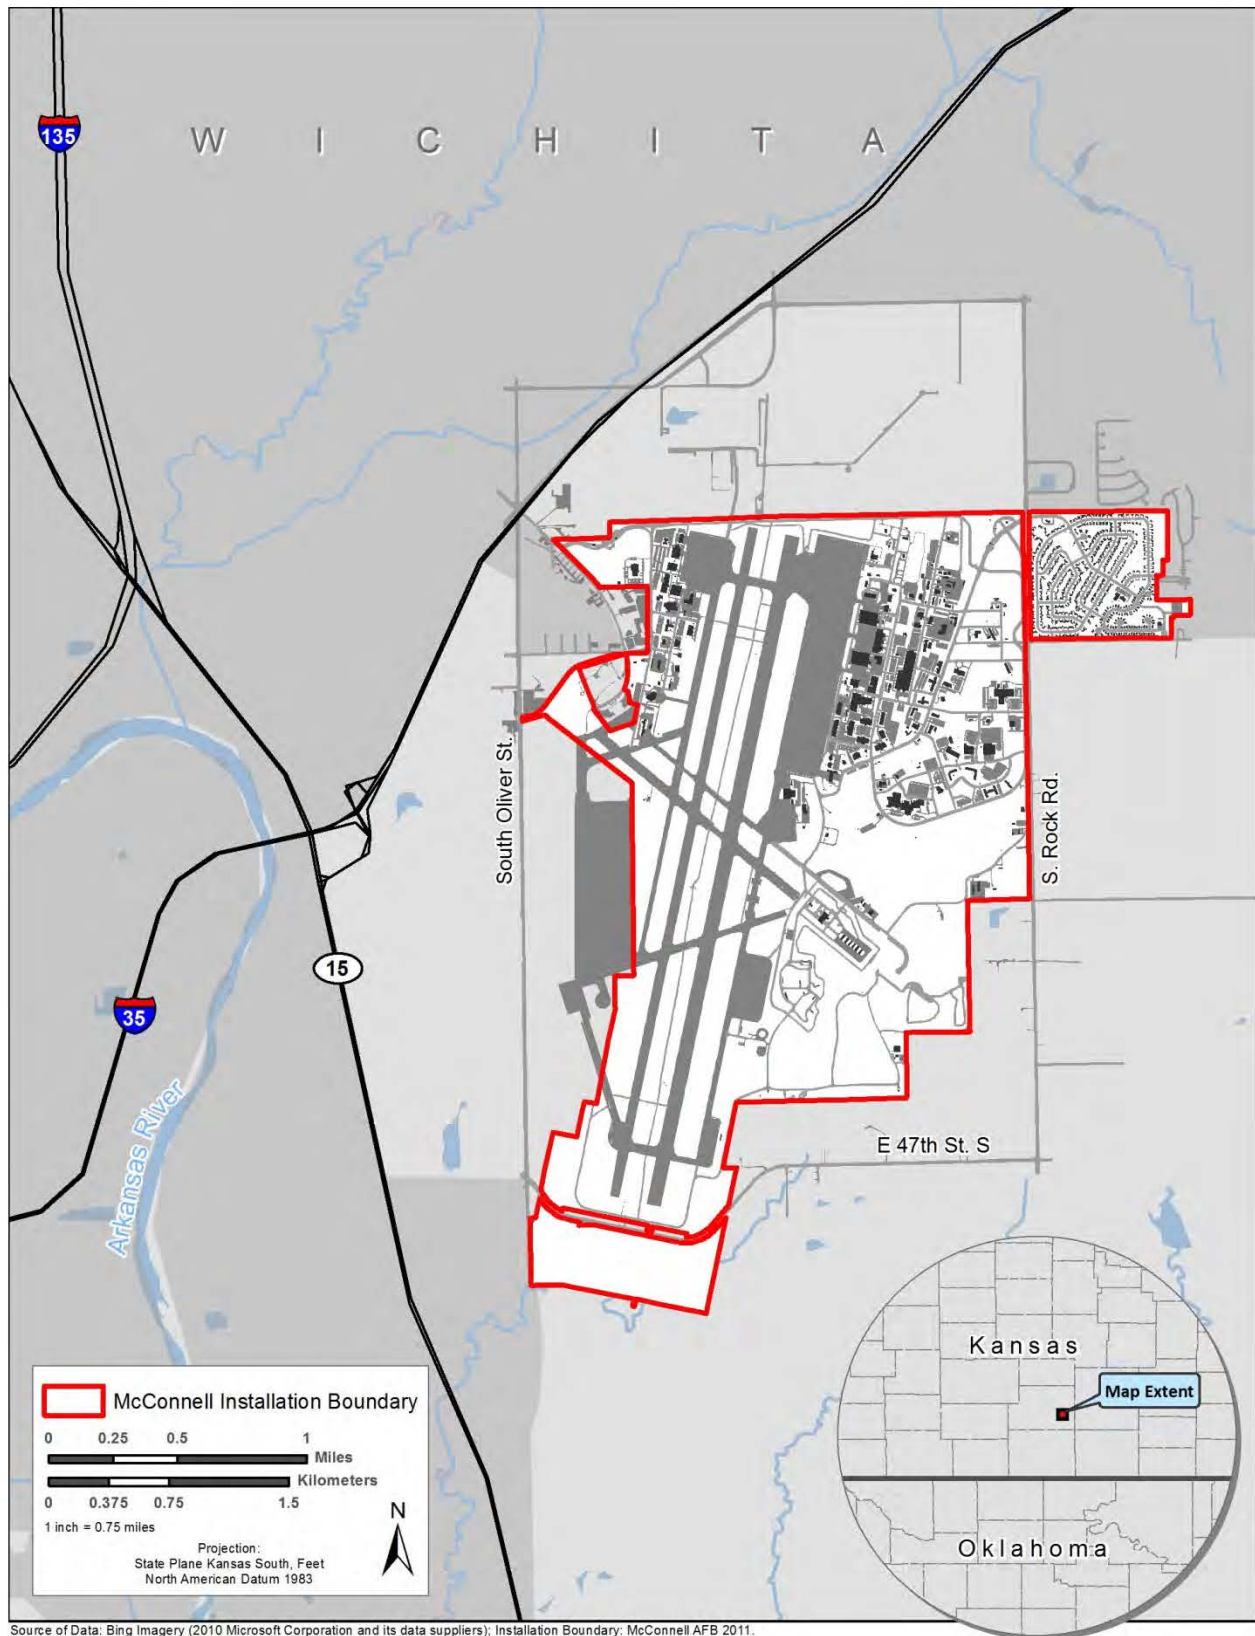 135
W I C H I T A
South Oliver St.
S. Rock Rd.
15
35
Arkansas River
E 47th St. S
Kansas
Map Extent
Oklahoma
McConnell Installation Boundary
0 0.25 0.5 1
Miles
Kilometers
0 0.375 0.75 1.5
1 inch = 0.75 miles
N
Projection:
State Plane Kansas South, Feet
North American Datum 1983
Source of Data: Bing Imagery (2010 Microsoft Corporation and its data suppliers); Installation Boundary: McConnell AFB 2011.